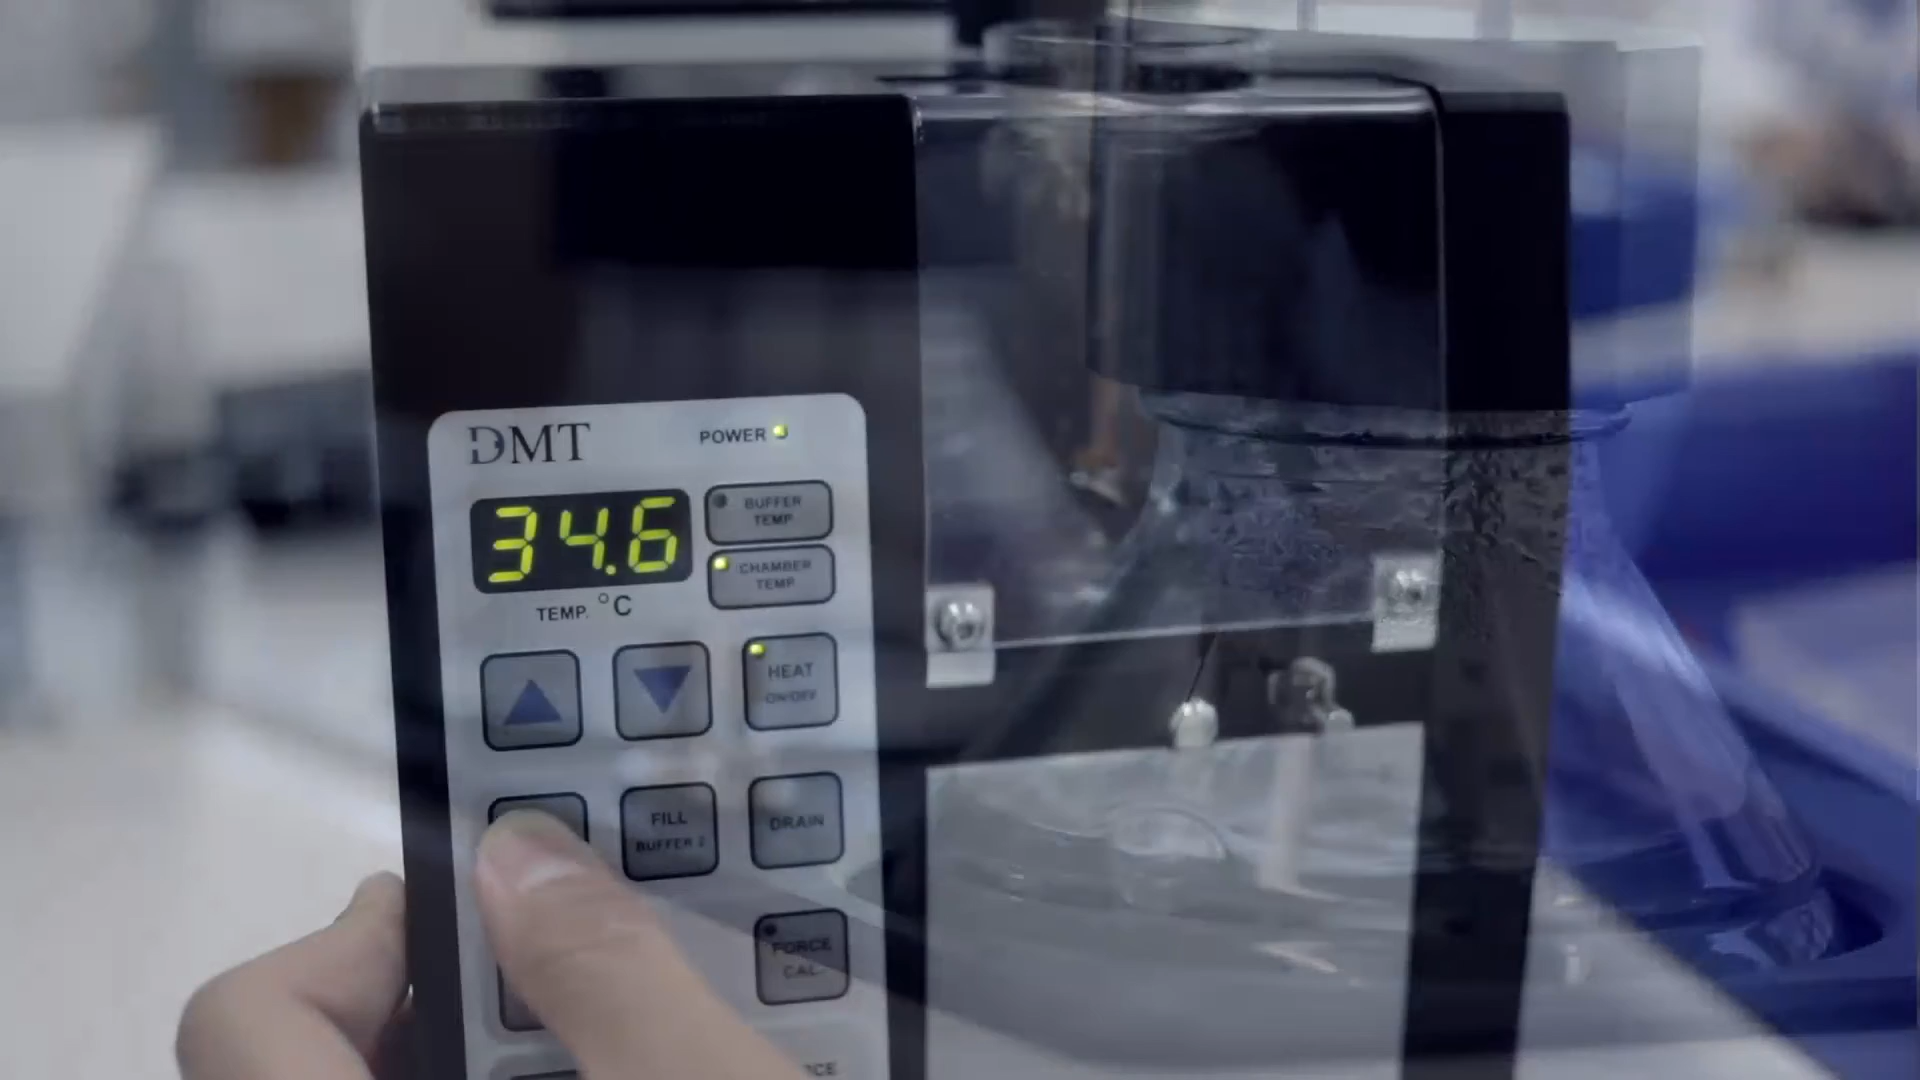 DMT
POWER
34.6
BUFFER
TEMP
CHAMBER
TEMP
TEMP. °C
HEAT
ON/OFF
FILL
BUFFER 2
DRAIN
FORCE
CAL.